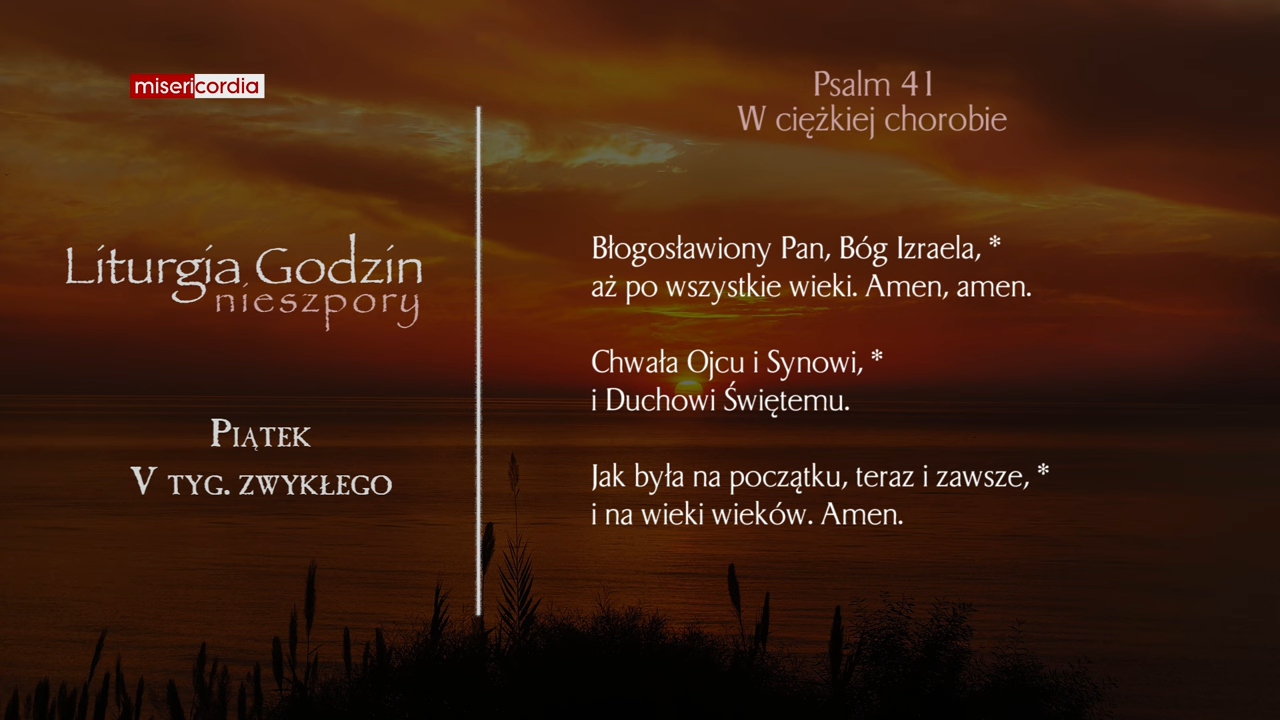 misericordia
Liturgia Godzin
nieszpory
Piątek
V tyg. zwykłego
Psalm 41
W ciężkiej chorobie
Błogosławiony Pan, Bóg Izraela, *
aż po wszystkie wieki. Amen, amen.
Chwała Ojcu i Synowi, *
i Duchowi Świętemu.
Jak była na początku, teraz i zawsze, *
i na wieki wieków. Amen.